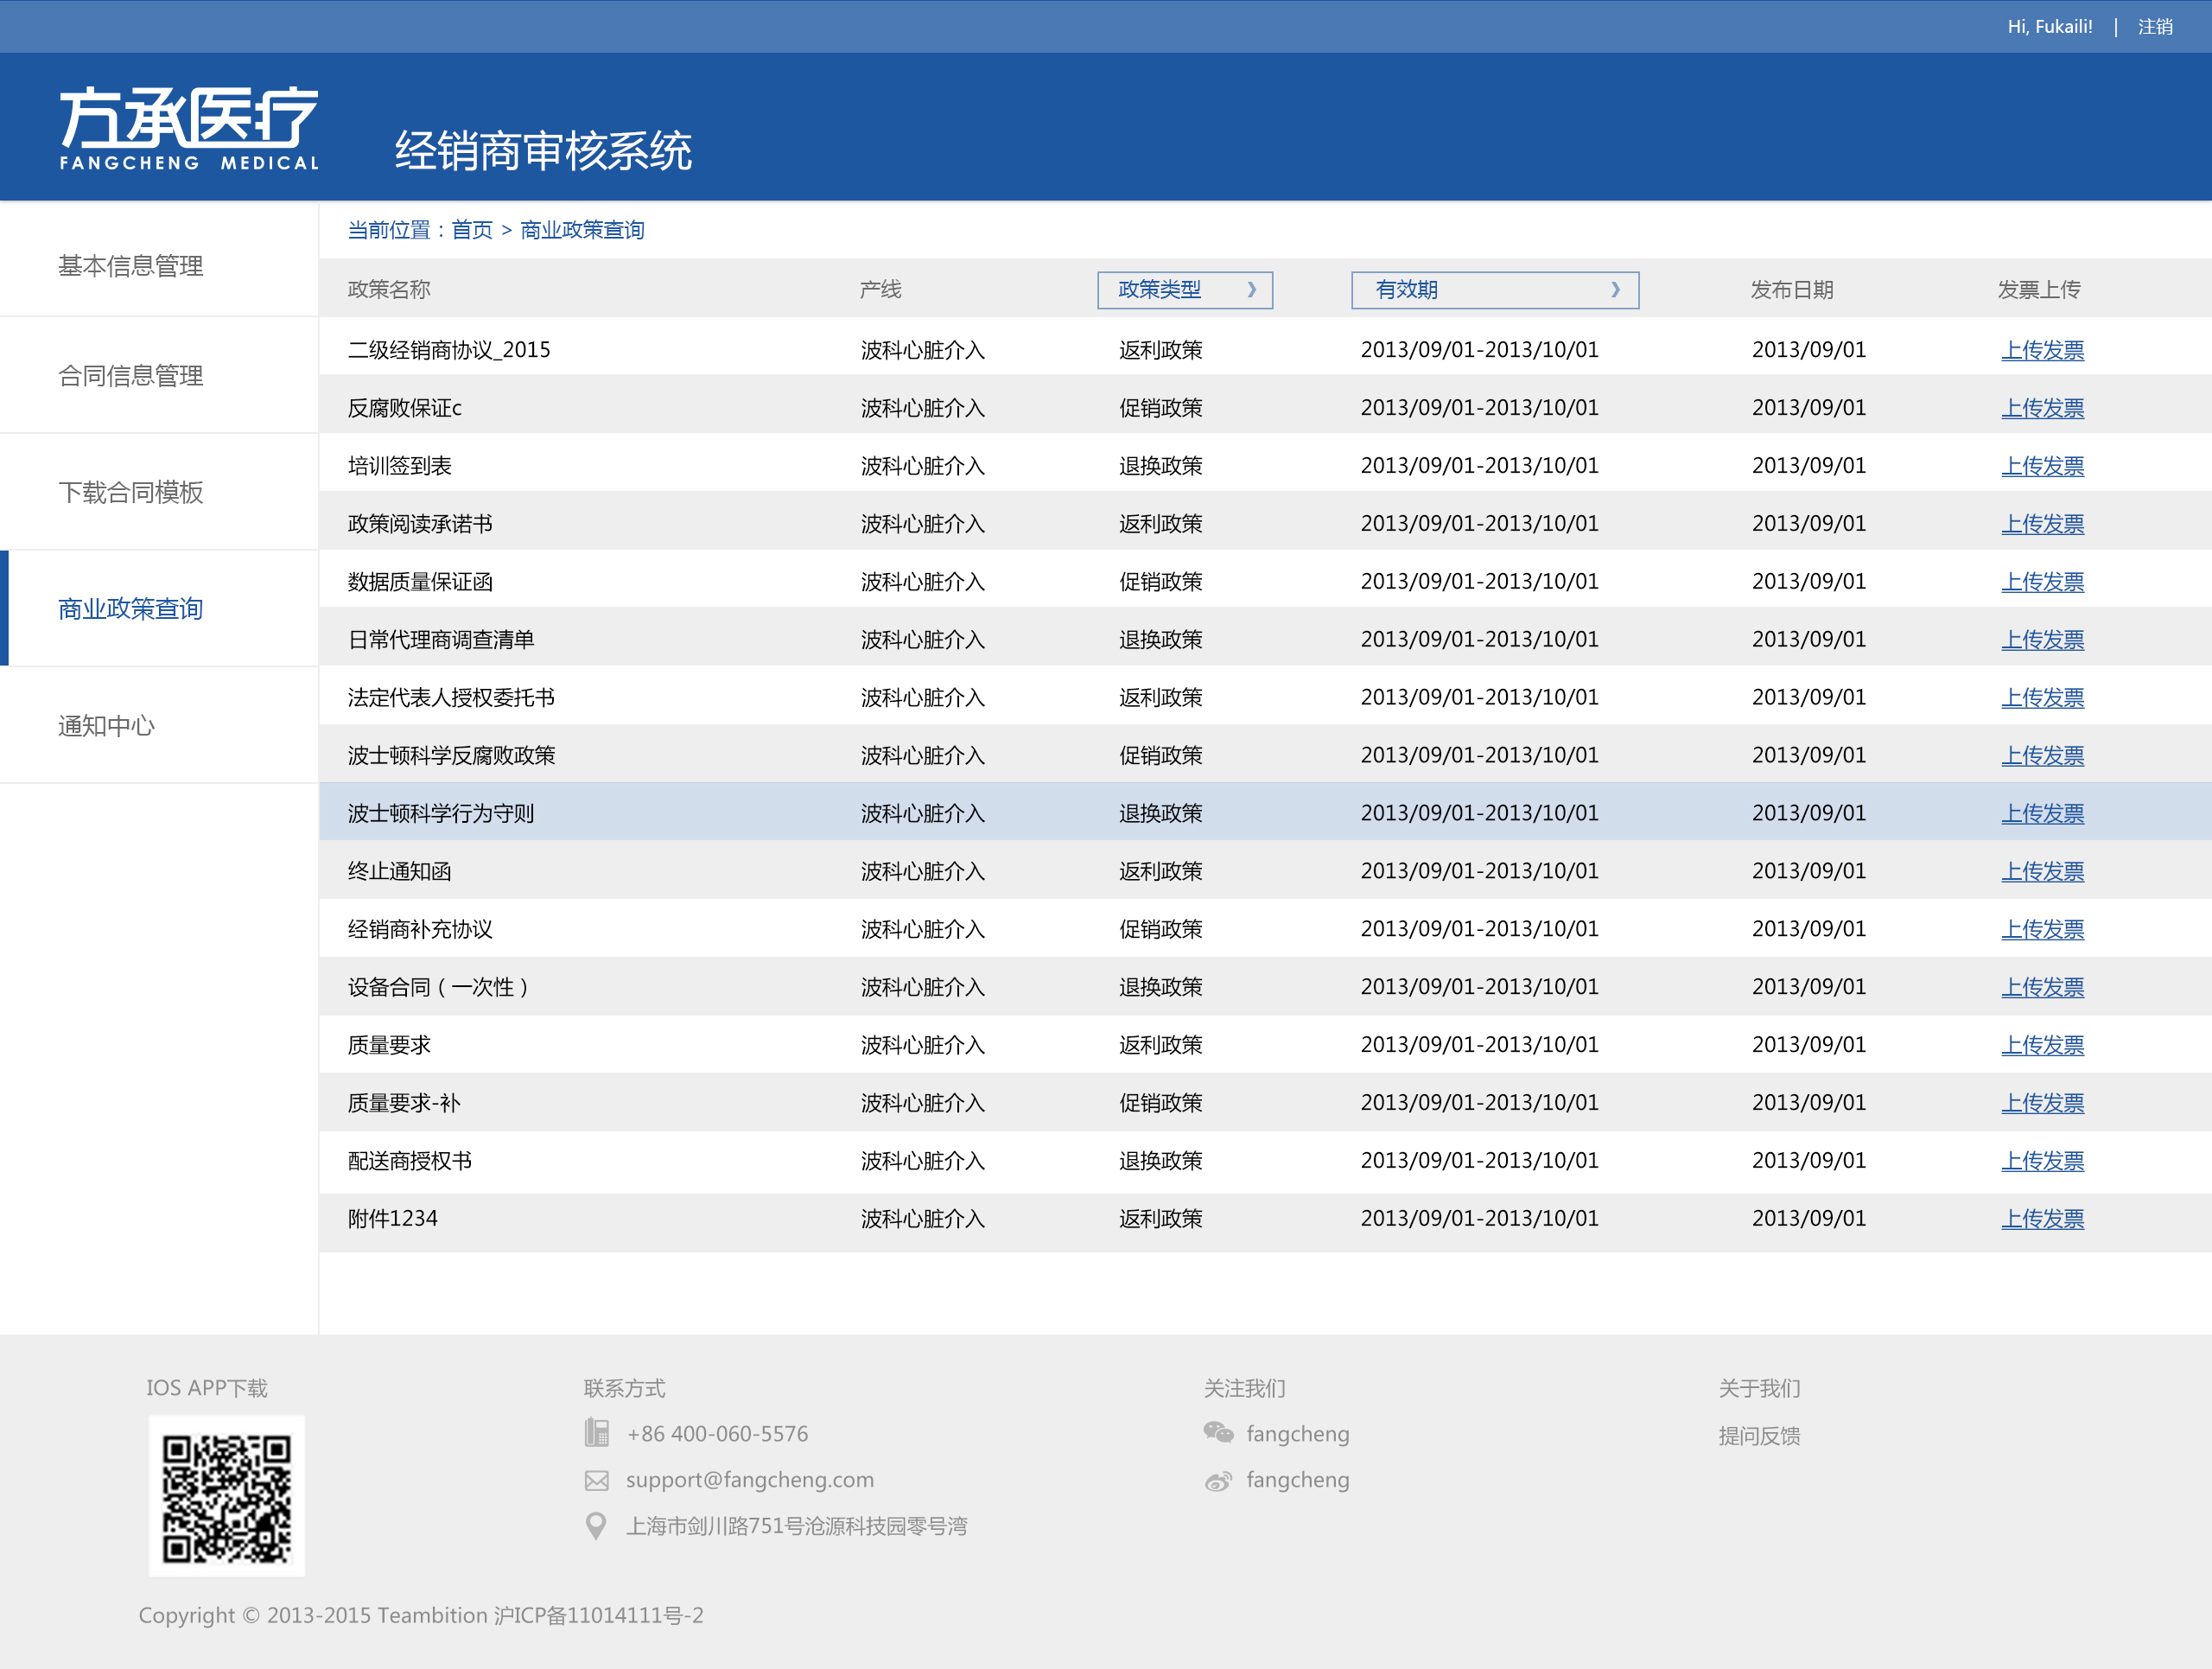 Hi, Fukaili! | 注销
方承医疗
FANGCHENG MEDICAL
经销商审核系统
基本信息管理
合同信息管理
下载合同模板
商业政策查询
通知中心
当前位置：首页 > 商业政策查询
政策名称 产线 政策类型 》 有效期 》 发布日期 发票上传
二级经销商协议_2015 波科心脏介入 返利政策 2013/09/01-2013/10/01 2013/09/01 上传发票
反腐败保证c 波科心脏介入 促销政策 2013/09/01-2013/10/01 2013/09/01 上传发票
培训签到表 波科心脏介入 退换政策 2013/09/01-2013/10/01 2013/09/01 上传发票
政策阅读承诺书 波科心脏介入 返利政策 2013/09/01-2013/10/01 2013/09/01 上传发票
数据质量保证函 波科心脏介入 促销政策 2013/09/01-2013/10/01 2013/09/01 上传发票
日常代理商调查清单 波科心脏介入 退换政策 2013/09/01-2013/10/01 2013/09/01 上传发票
法定代表人授权委托书 波科心脏介入 返利政策 2013/09/01-2013/10/01 2013/09/01 上传发票
波士顿科学反腐败政策 波科心脏介入 促销政策 2013/09/01-2013/10/01 2013/09/01 上传发票
波士顿科学行为守则 波科心脏介入 退换政策 2013/09/01-2013/10/01 2013/09/01 上传发票
终止通知函 波科心脏介入 返利政策 2013/09/01-2013/10/01 2013/09/01 上传发票
经销商补充协议 波科心脏介入 促销政策 2013/09/01-2013/10/01 2013/09/01 上传发票
设备合同（一次性） 波科心脏介入 退换政策 2013/09/01-2013/10/01 2013/09/01 上传发票
质量要求 波科心脏介入 返利政策 2013/09/01-2013/10/01 2013/09/01 上传发票
质量要求-补 波科心脏介入 促销政策 2013/09/01-2013/10/01 2013/09/01 上传发票
配送商授权书 波科心脏介入 退换政策 2013/09/01-2013/10/01 2013/09/01 上传发票
附件1234 波科心脏介入 返利政策 2013/09/01-2013/10/01 2013/09/01 上传发票
IOS APP下载
联系方式
+86 400-060-5576
support@fangcheng.com
上海市剑川路751号沧源科技园零号湾
关注我们
fangcheng
fangcheng
关于我们
提问反馈
Copyright © 2013-2015 Teambition 沪ICP备11014111号-2